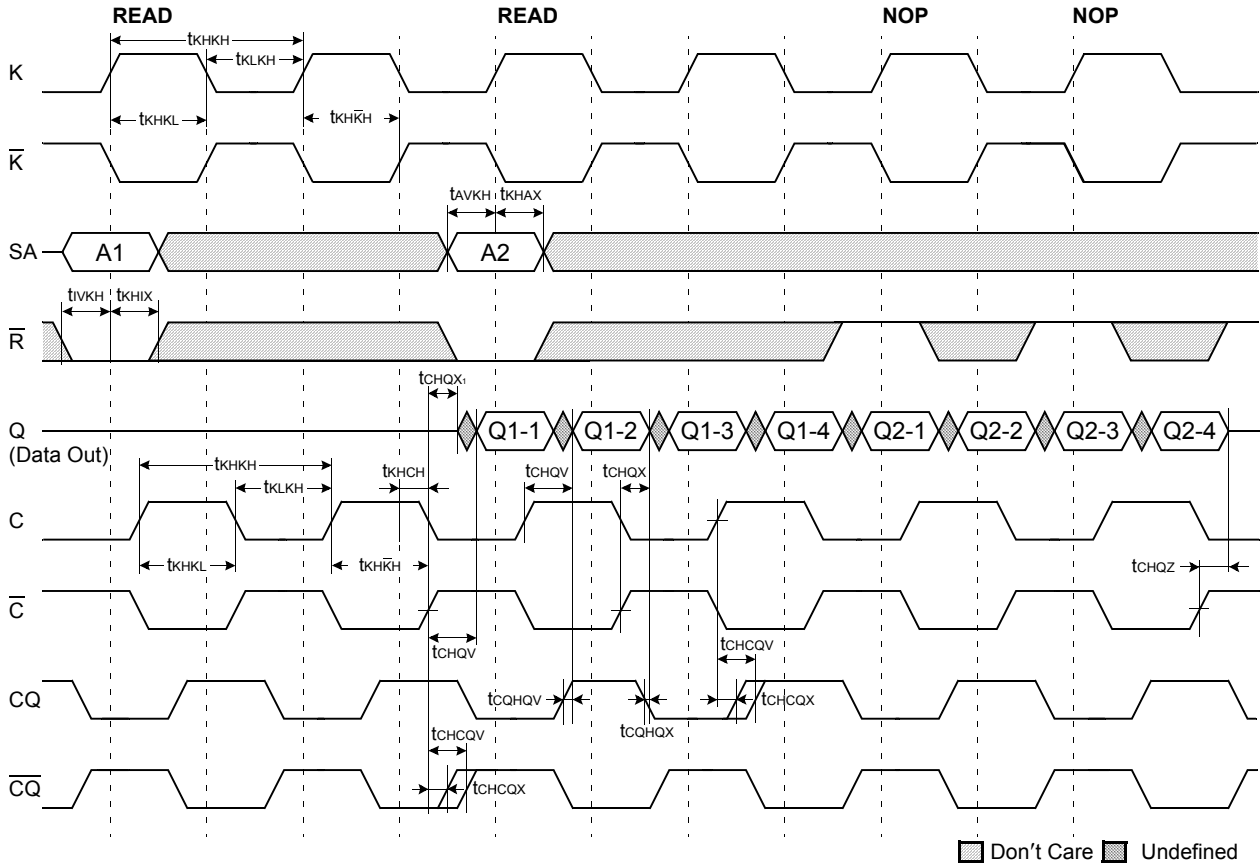 READ READ NOP NOP
tKHKH
tKLKH
K
tKHKL tKHK̅H
K̅
tAVKH tKHAX
SA A1 A2
tIVKH tKHIX
R̅
tCHQX1
Q Q1-1 Q1-2 Q1-3 Q1-4 Q2-1 Q2-2 Q2-3 Q2-4
(Data Out)
tKHKH tKHCH tCHQV tCHQX
tKLKH
C
tKHKL tKHK̅H tCHQZ
C̅
tCHQV tCHCQV
CQ tCQHQV tCHCQX
tCQHQX
tCHCQV
C̅Q̅ tCHCQX
Don't Care Undefined